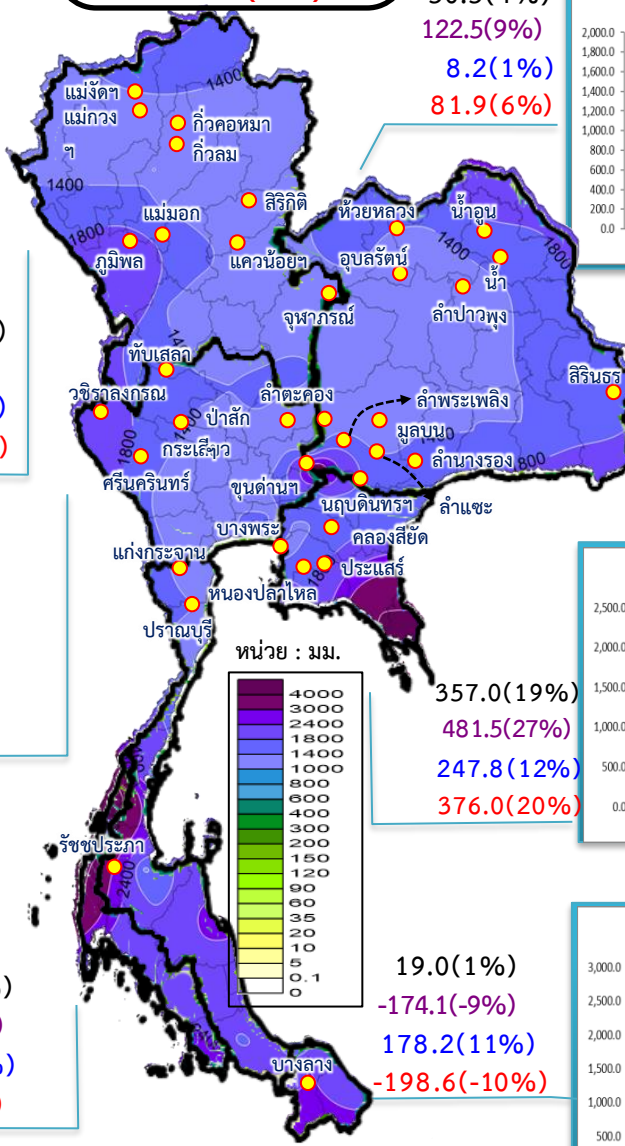 122.5(9%)
8.2(1%)
81.9(6%)
2,000.0
1,800.0
1,600.0
1,400.0
1,200.0
1,000.0
800.0
600.0
400.0
200.0
0.0
1400
แม่งัดฯ
แม่กวง
ฯ
กิ่วคอหมา
กิ่วลม
1400
สิริกิติ์
แม่มอก
1800
ภูมิพล
แควน้อยฯ
ห้วยหลวง
น้ำอูน
1400
1800
อุบลรัตน์
น้ำ
ลำปาวพุง
จุฬาภรณ์
ทับเสลา
สิรินธร
วชิราลงกรณ
ป่าสัก
ลำตะคอง
ลำพระเพลิง
1800
1400
กระเสียว
มูลบน
1400
ศรีนครินทร์
ขุนด่านฯ
ลำนางรอง
800
นฤบดินทรฯ
ลำแชะ
บางพระ
คลองสียัด
แก่งกระจาน
ประแสร์
หนองปลาไหล
ปราณบุรี
หน่วย : มม.
4000
3000
2400
1800
1400
1000
800
600
400
300
200
150
120
90
60
35
20
10
5
0.1
0
357.0(19%)
481.5(27%)
247.8(12%)
376.0(20%)
2,500.0
2,000.0
1,500.0
1,000.0
500.0
0.0
รัชชประภา
2400
19.0(1%)
-174.1(-9%)
178.2(11%)
-198.6(-10%)
บางลาง
3,000.0
2,500.0
2,000.0
1,500.0
1,000.0
500.0